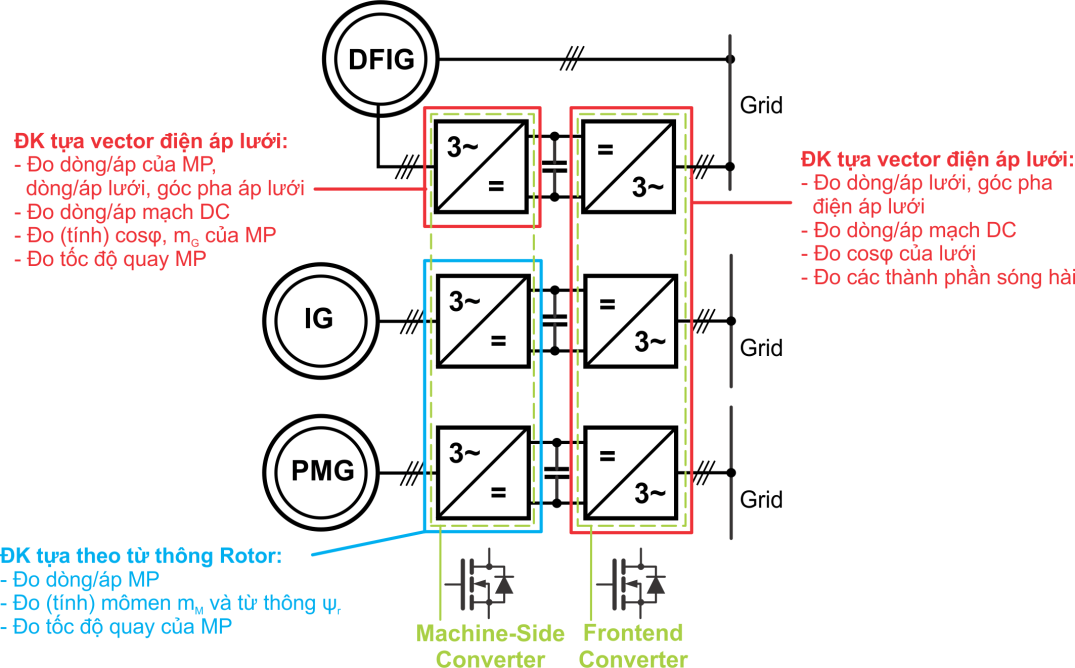 DFIG
Grid
ĐK tựa vector điện áp lưới:
- Đo dòng/áp của MP,
dòng/áp lưới, góc pha áp lưới
- Đo dòng/áp mạch DC
- Đo (tính) cosφ, mG của MP
- Đo tốc độ quay MP
3~
=
=
3~
ĐK tựa vector điện áp lưới:
- Đo dòng/áp lưới, góc pha
điện áp lưới
- Đo dòng/áp mạch DC
- Đo cosφ của lưới
- Đo các thành phần sóng hài
IG
3~
=
=
3~
Grid
PMG
3~
=
=
3~
Grid
ĐK tựa theo từ thông Rotor:
- Đo dòng/áp MP
- Đo (tính) mômen mM và từ thông ψr
- Đo tốc độ quay của MP
Machine-Side
Converter
Frontend
Converter